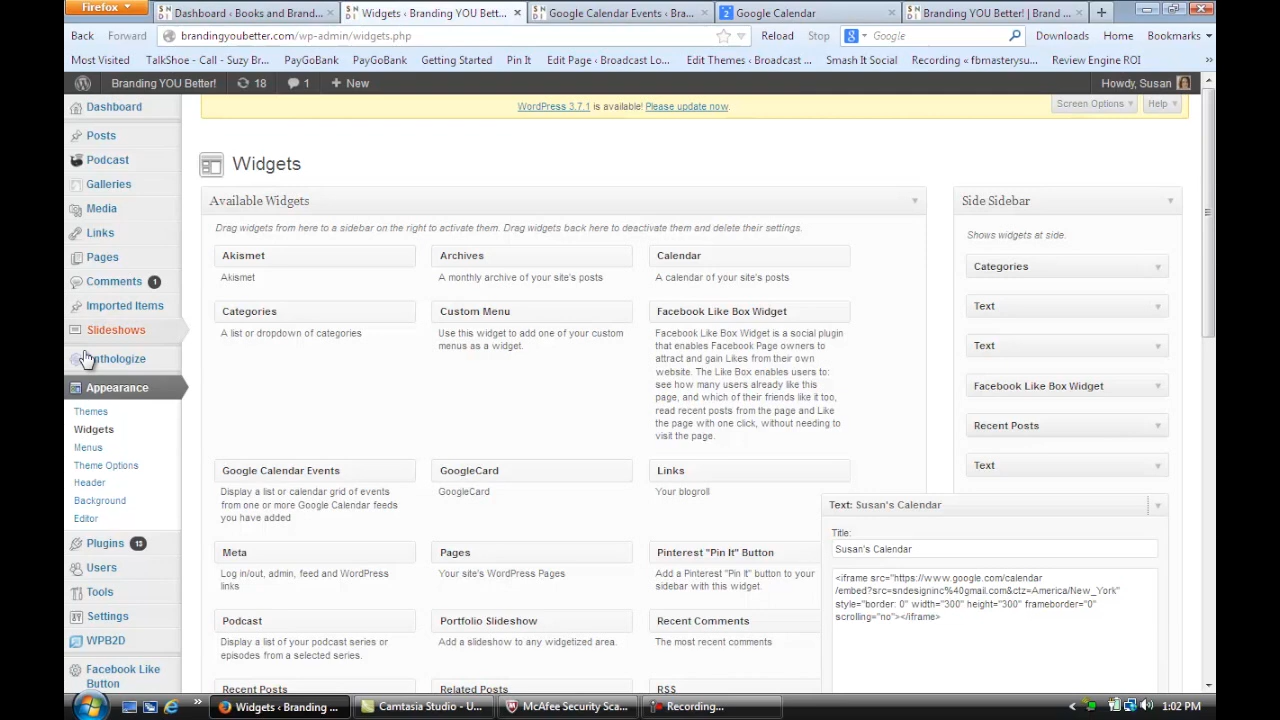 Firefox
Dashboard ‹ Books and Brand...
Widgets ‹ Branding YOU Bett...
Google Calendar Events ‹ Bra...
Google Calendar
Branding YOU Better! | Brand ...
Back
Forward
brandingyoubetter.com/wp-admin/widgets.php
Reload
Stop
Google
Downloads
Home
Bookmarks
Most Visited
TalkShoe - Call - Suzy Br...
PayGoBank
PayGoBank
Getting Started
Pin It
Edit Page ‹ Broadcast Lo...
Edit Themes ‹ Broadcast ...
Smash It Social
Recording «fbmasterysu...
Review Engine ROI
Branding YOU Better!
18
1
+ New
Howdy, Susan
WordPress 3.7.1 is available! Please update now.
Screen Options
Help
Dashboard
Posts
Podcast
Galleries
Media
Links
Pages
Comments 1
Imported Items
Slideshows
Appearance
Themes
Widgets
Menus
Theme Options
Header
Background
Editor
Plugins 13
Users
Tools
Settings
WPB2D
Facebook Like
Button
Widgets
Available Widgets
Drag widgets from here to a sidebar on the right to activate them. Drag widgets back here to deactivate them and delete their settings.
Akismet
Akismet
Archives
A monthly archive of your site's posts
Calendar
A calendar of your site's posts
Categories
A list or dropdown of categories
Custom Menu
Use this widget to add one of your custom
menus as a widget.
Facebook Like Box Widget
Facebook Like Box Widget is a social plugin
that enables Facebook Page owners to
attract and gain Likes from their own
website. The Like Box enables users to:
see how many users already like this
page, and which of their friends like it too,
read recent posts from the page and Like
the page with one click, without needing to
visit the page.
Google Calendar Events
Display a list or calendar grid of events
from one or more Google Calendar feeds
you have added
GoogleCard
GoogleCard
Links
Your blogroll
Meta
Log in/out, admin, feed and WordPress
links
Pages
Your site's WordPress Pages
Pinterest "Pin It" Button
Add a Pinterest "Pin It" button to your
sidebar with this widget.
Podcast
Display a list of your podcast series or
episodes from a selected series.
Portfolio Slideshow
Add a slideshow to any widgetized area.
Recent Comments
The most recent comments
Recent Posts
Related Posts
RSS
Side Sidebar
Shows widgets at side.
Categories
Text
Text
Facebook Like Box Widget
Recent Posts
Text
Text: Susan's Calendar
Title:
Susan's Calendar
<iframe src="https://www.google.com/calendar
/embed?src=sndesigninc%40gmail.com&ctz=America/New_York"
style="border: 0" width="300" height="300" frameborder="0"
scrolling="no"></iframe>
Widgets ‹ Branding ...
Camtasia Studio - U...
McAfee Security Sca...
Recording...
1:02 PM